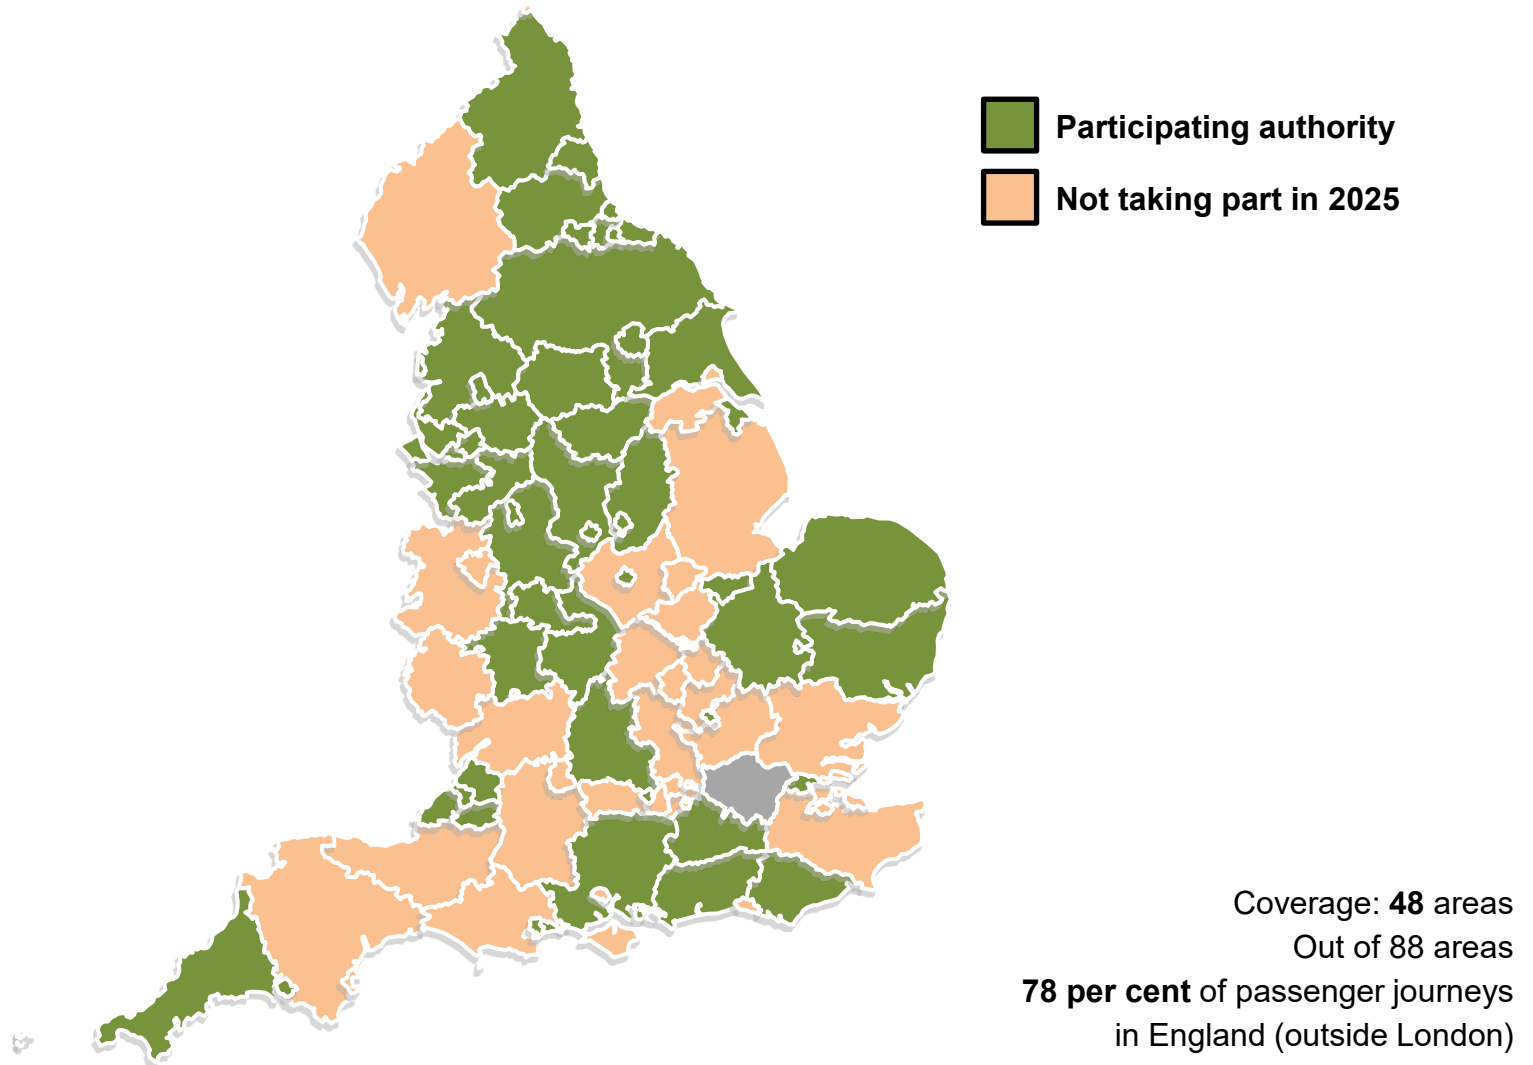 Participating authority
Not taking part in 2025
Coverage: 48 areas
Out of 88 areas
78 per cent of passenger journeys
in England (outside London)